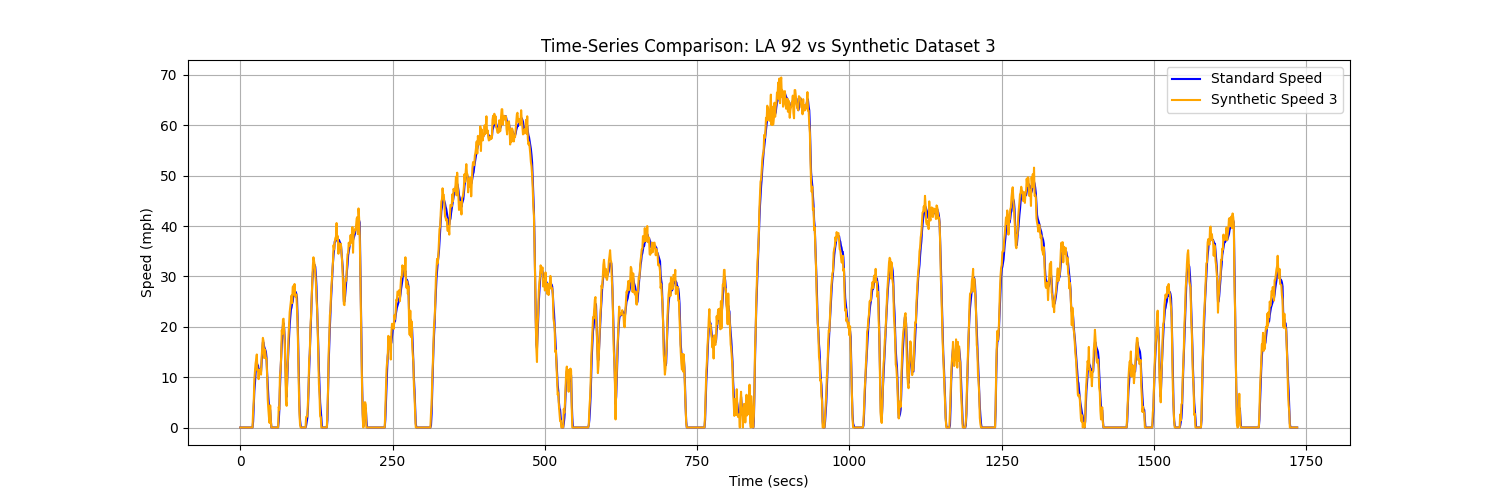 Time-Series Comparison: LA 92 vs Synthetic Dataset 3
Standard Speed
Synthetic Speed 3
Speed (mph)
70
60
50
40
30
20
10
0
0 250 500 750 1000 1250 1500 1750
Time (secs)